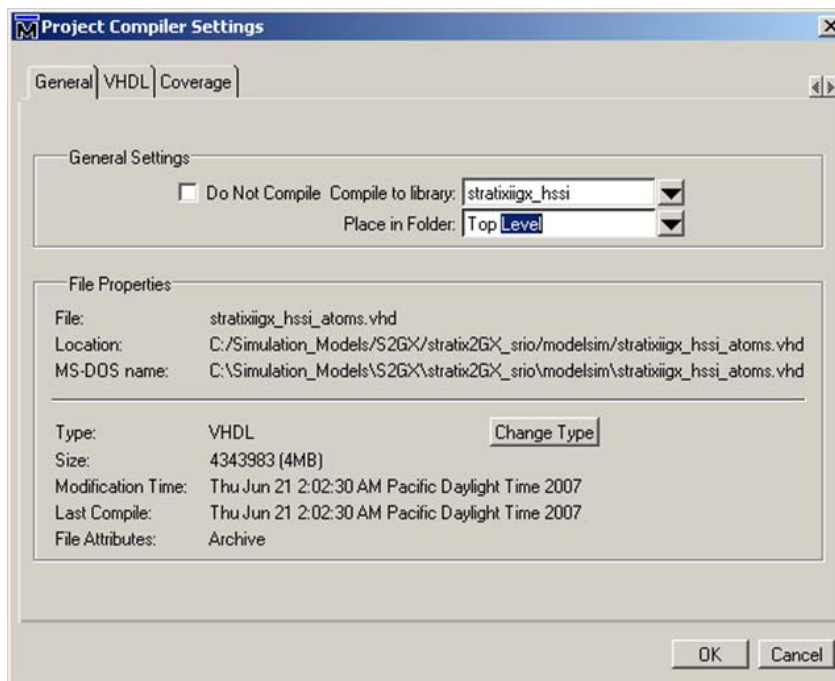 Project Compiler Settings
General VHDL Coverage
General Settings
Do Not Compile Compile to library: stratixiigx_hssi
Place in Folder: Top Level
File Properties
File: stratixiigx_hssi_atoms.vhd
Location: C:/Simulation_Models/S2GX/stratix2GX_srio/modelsim/stratixiigx_hssi_atoms.vhd
MS-DOS name: C:\Simulation_Models\S2GX\stratix2GX_srio\modelsim\stratixiigx_hssi_atoms.vhd
Type: VHDL Change Type
Size: 4343983 (4MB)
Modification Time: Thu Jun 21 2:02:30 AM Pacific Daylight Time 2007
Last Compile: Thu Jun 21 2:02:30 AM Pacific Daylight Time 2007
File Attributes: Archive
OK Cancel